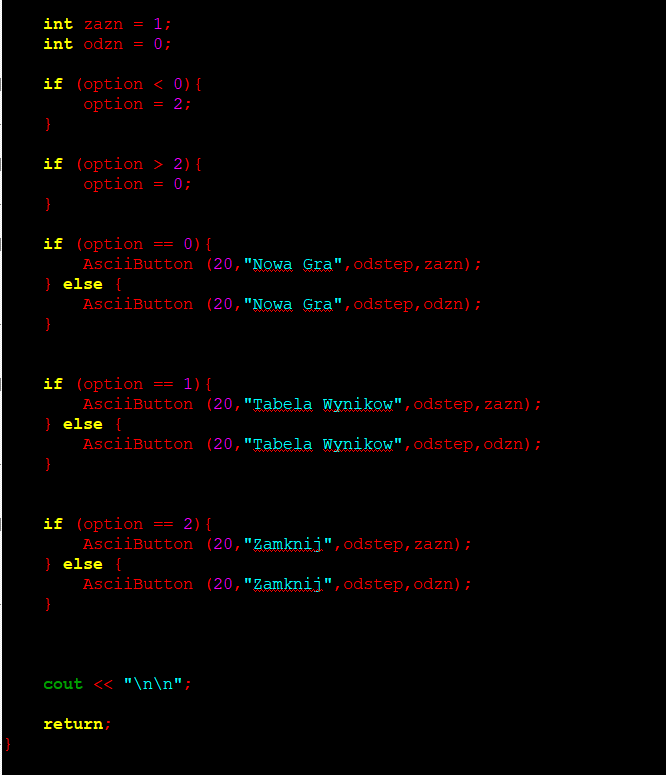 int zazn = 1;
int odzn = 0;
if (option < 0){
option = 2;
}
if (option > 2){
option = 0;
}
if (option == 0){
AsciiButton (20,"Nowa Gra",odstep,zazn);
} else {
AsciiButton (20,"Nowa Gra",odstep,odzn);
}
if (option == 1){
AsciiButton (20,"Tabela Wynikow",odstep,zazn);
} else {
AsciiButton (20,"Tabela Wynikow",odstep,odzn);
}
if (option == 2){
AsciiButton (20,"Zamknij",odstep,zazn);
} else {
AsciiButton (20,"Zamknij",odstep,odzn);
}
cout << "\n\n";
return;
}